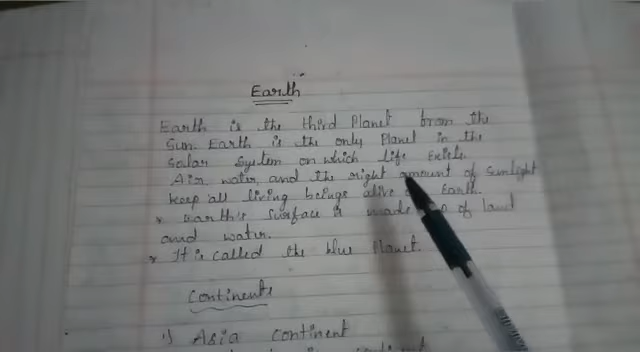 Earth
Earth is the third Planet from the
Sun. Earth is the only Planet in the
Solar System on which life exists.
Air, water, and the right amount of sunlight
keep all living beings alive Earth.
* Earth's surface is made of land
and water.
* It is called the blue Planet.
Continents
1) Asia continent
continent